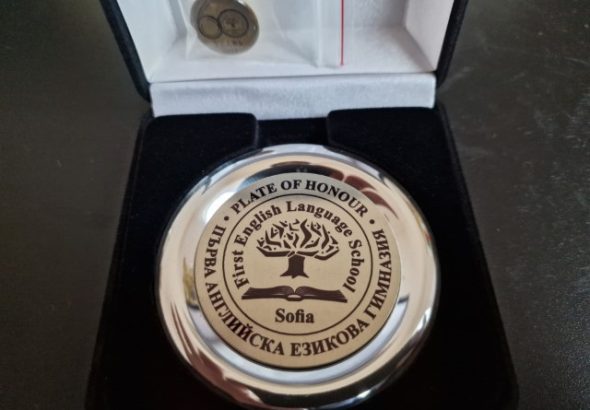 • PLATE OF HONOUR •
ПЪРВА АНГЛИЙСКА ЕЗИКОВА ГИМНАЗИЯ
First English Language School
Sofia